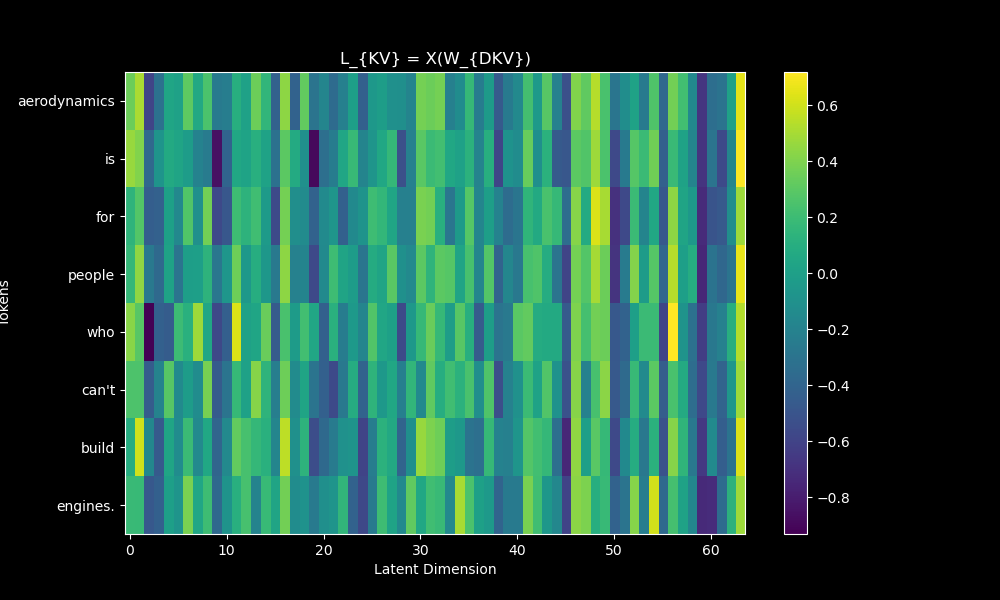 L_{KV} = X(W_{DKV})
aerodynamics
is
for
people
who
can't
build
engines.
0 10 20 30 40 50 60
Latent Dimension
0.6
0.4
0.2
0.0
−0.2
−0.4
−0.6
−0.8